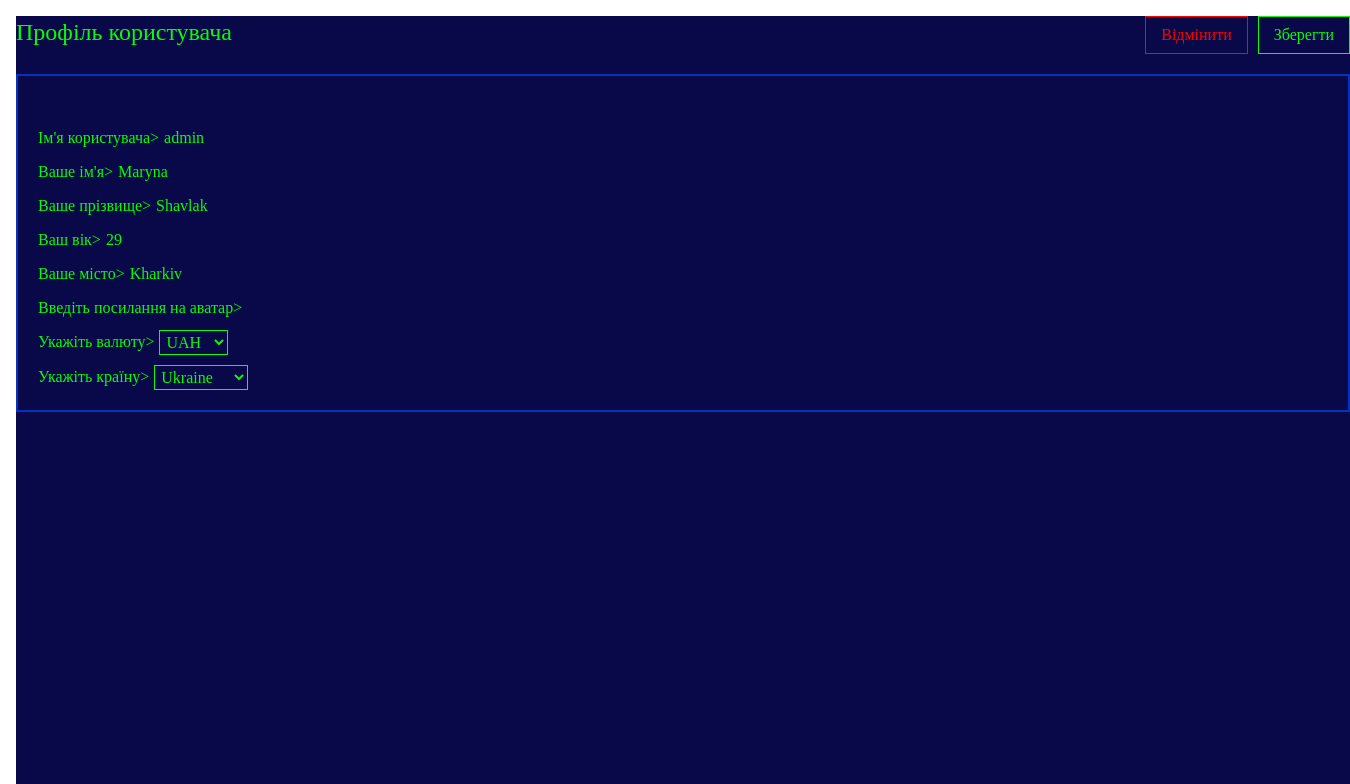 Профіль користувача
Відмінити
Зберегти
Ім'я користувача> admin
Ваше ім'я> Maryna
Ваше прізвище> Shavlak
Ваш вік> 29
Ваше місто> Kharkiv
Введіть посилання на аватар>
Укажіть валюту> UAH
Укажіть країну> Ukraine